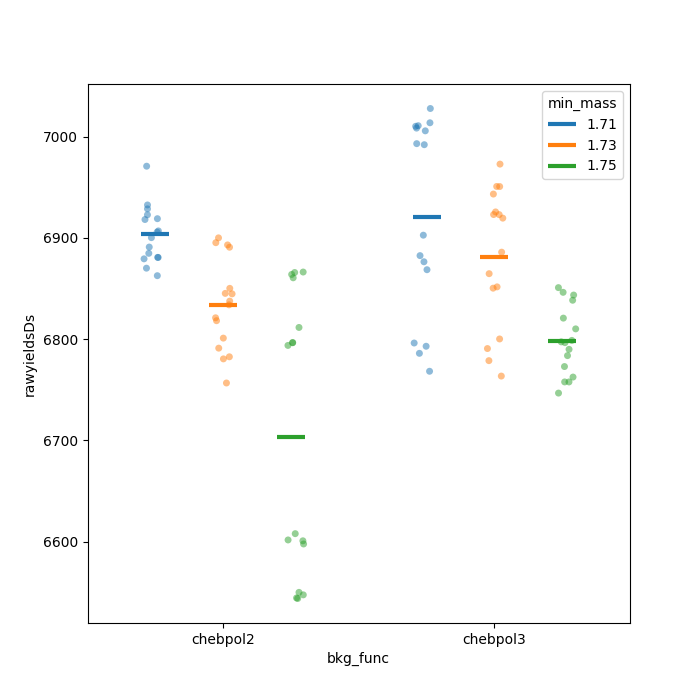 min_mass
1.71
1.73
1.75
7000
6900
6800
6700
6600
rawyieldsDs
chebpol2
chebpol3
bkg_func